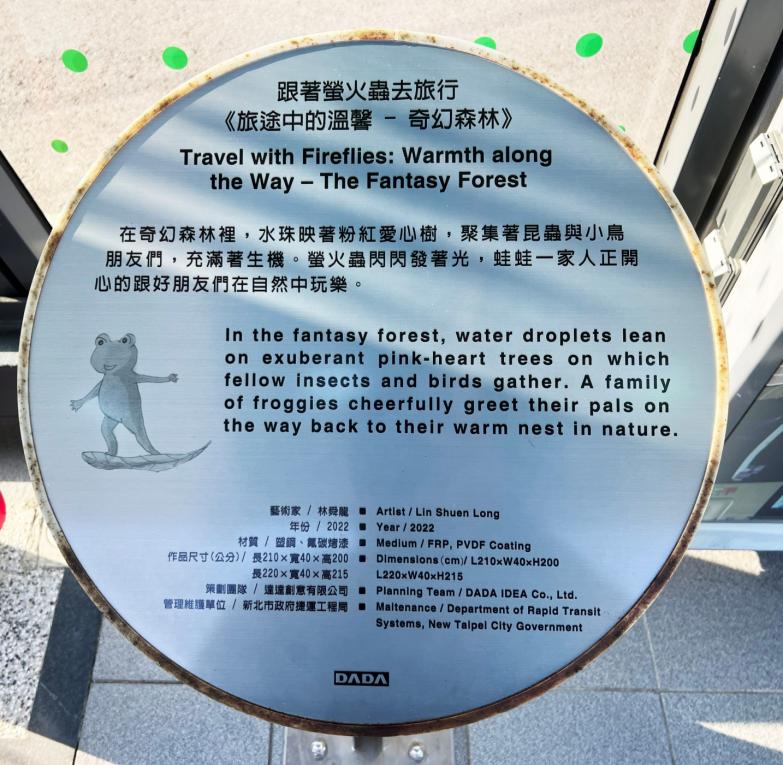 跟著螢火蟲去旅行
《旅途中的溫馨 － 奇幻森林》
Travel with Fireflies: Warmth along
the Way – The Fantasy Forest
在奇幻森林裡，水珠映著粉紅愛心樹，聚集著昆蟲與小鳥
朋友們，充滿著生機。螢火蟲閃閃發著光，蛙蛙一家人正開
心的跟好朋友們在自然中玩樂。
In the fantasy forest, water droplets lean
on exuberant pink-heart trees on which
fellow insects and birds gather. A family
of froggies cheerfully greet their pals on
the way back to their warm nest in nature.
藝術家 / 林舜龍 ■ Artist / Lin Shuen Long
年份 / 2022 ■ Year / 2022
材質 / 塑鋼、氟碳烤漆 ■ Medium / FRP, PVDF Coating
作品尺寸(公分) / 長210×寬40×高200 ■ Dimensions (cm)/ L210×W40×H200
長220×寬40×高215 L220×W40×H215
策劃團隊 / 達達創意有限公司 ■ Planning Team / DADA IDEA Co., Ltd.
管理維護單位 / 新北市政府捷運工程局 ■ Maitenance / Department of Rapid Transit
Systems, New Taipei City Government
DADA